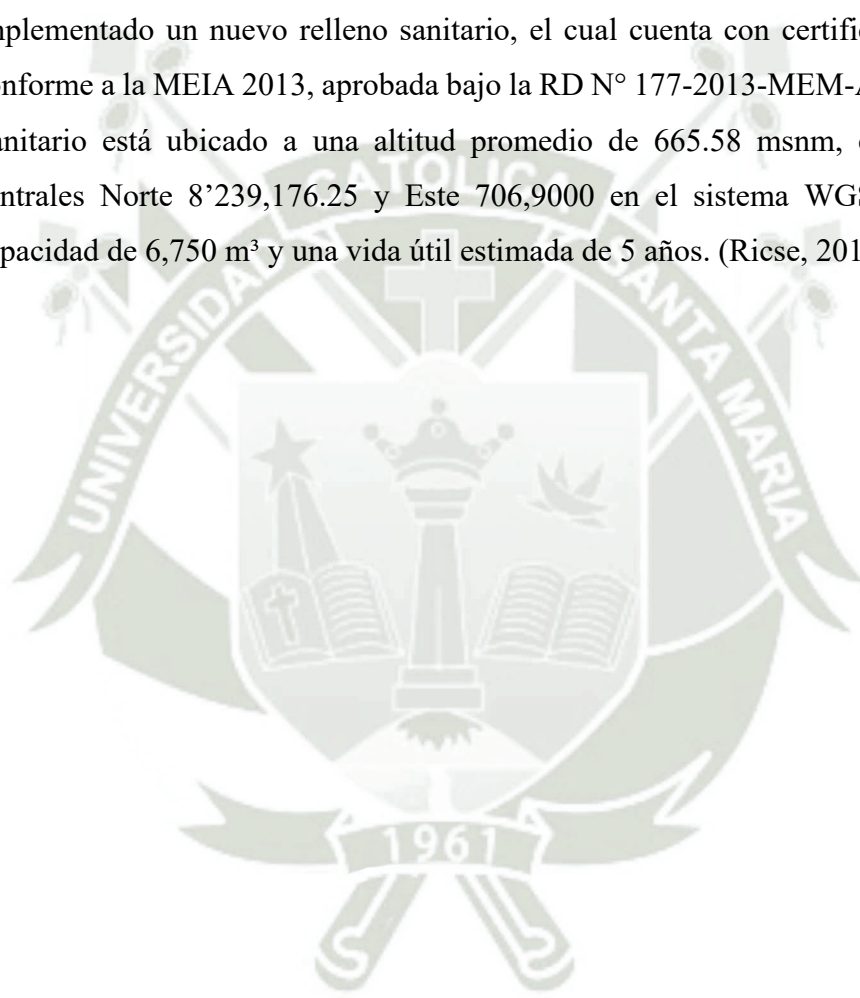 mplementado un nuevo relleno sanitario, el cual cuenta con certific
onforme a la MEIA 2013, aprobada bajo la RD N° 177-2013-MEM-A
anitario está ubicado a una altitud promedio de 665.58 msnm,
entrales Norte 8’239,176.25 y Este 706,9000 en el sistema WGS
pacidad de 6,750 m³ y una vida útil estimada de 5 años. (Ricse, 201
UNIVERSIDAD CATOLICA SANTA MARIA
1961